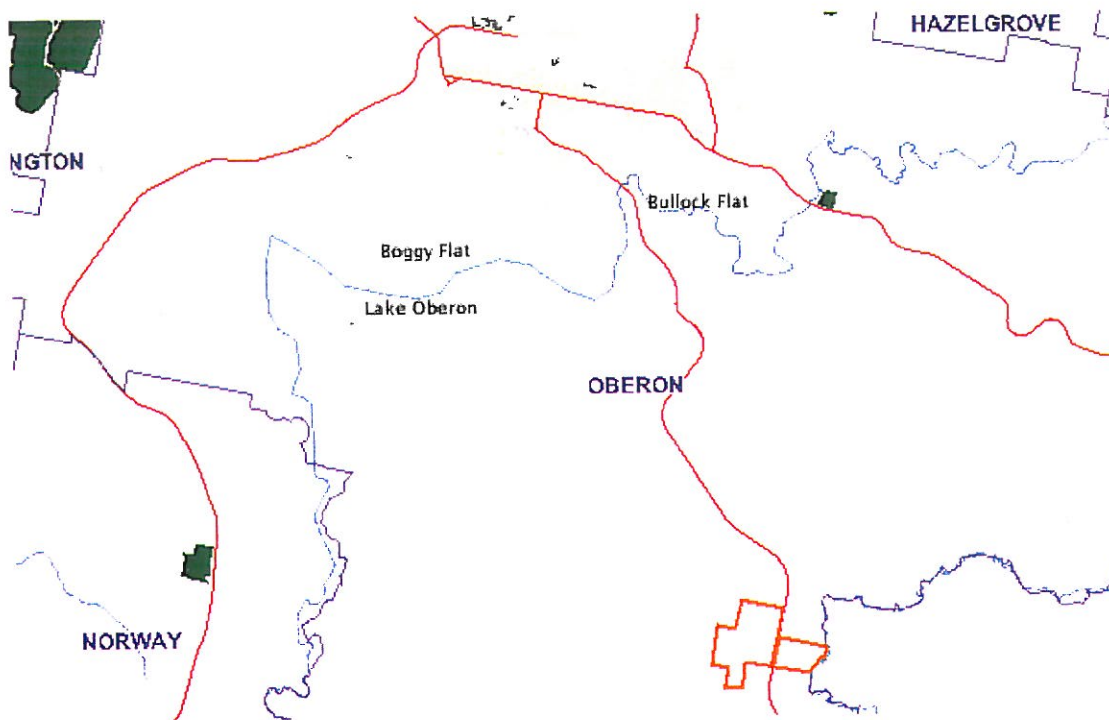 HAZELGROVE
NGTON
Bullock Flat
Boggy Flat
Lake Oberon
OBERON
NORWAY